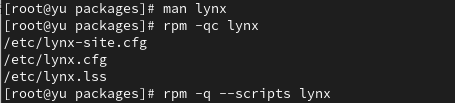 [root@yu packages]# man lynx
[root@yu packages]# rpm -qc lynx
/etc/lynx-site.cfg
/etc/lynx.cfg
/etc/lynx.lss
[root@yu packages]# rpm -q --scripts lynx